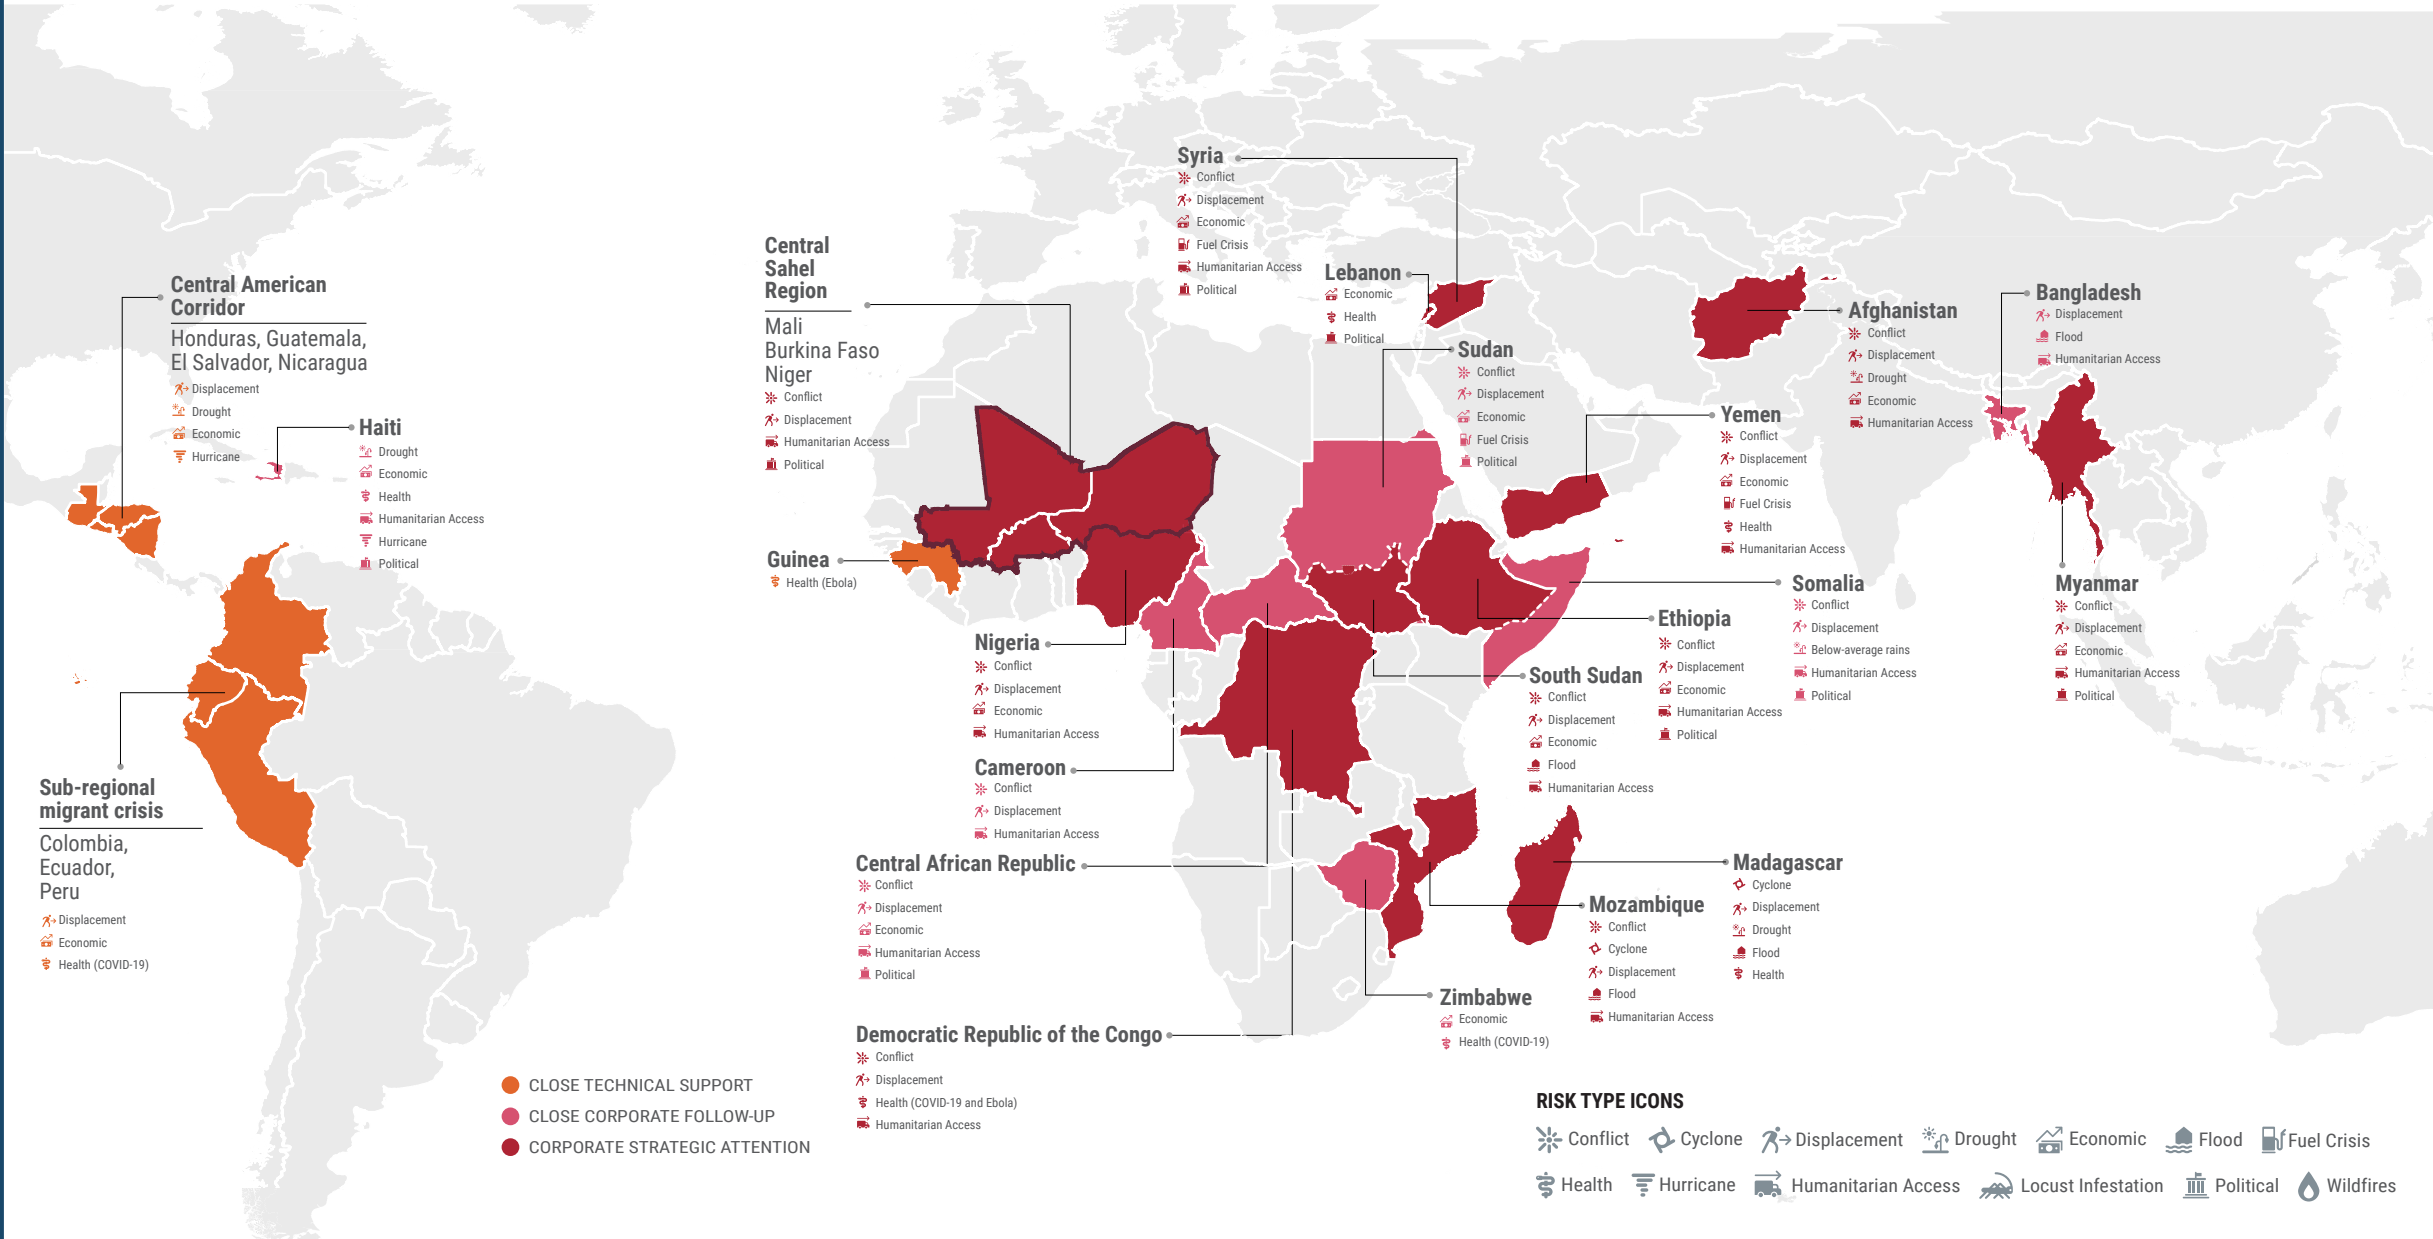 Central American
Corridor
Honduras, Guatemala,
El Salvador, Nicaragua
Displacement
Drought
Economic
Hurricane
Haiti
Drought
Economic
Health
Humanitarian Access
Hurricane
Political
Sub-regional
migrant crisis
Colombia,
Ecuador,
Peru
Displacement
Economic
Health (COVID-19)
Central
Sahel
Region
Mali
Burkina Faso
Niger
Conflict
Displacement
Humanitarian Access
Political
Guinea
Health (Ebola)
Syria
Conflict
Displacement
Economic
Fuel Crisis
Humanitarian Access
Political
Lebanon
Economic
Health
Political
Sudan
Conflict
Displacement
Economic
Fuel Crisis
Political
Afghanistan
Conflict
Displacement
Drought
Economic
Humanitarian Access
Bangladesh
Displacement
Flood
Humanitarian Access
Yemen
Conflict
Displacement
Economic
Fuel Crisis
Health
Humanitarian Access
Somalia
Conflict
Displacement
Below-average rains
Humanitarian Access
Political
Myanmar
Conflict
Displacement
Economic
Humanitarian Access
Political
Ethiopia
Conflict
Displacement
Economic
Humanitarian Access
Political
South Sudan
Conflict
Displacement
Economic
Flood
Humanitarian Access
Nigeria
Conflict
Displacement
Economic
Humanitarian Access
Cameroon
Conflict
Displacement
Humanitarian Access
Central African Republic
Conflict
Displacement
Economic
Humanitarian Access
Political
Democratic Republic of the Congo
Conflict
Displacement
Health (COVID-19 and Ebola)
Humanitarian Access
Madagascar
Cyclone
Displacement
Drought
Flood
Health
Mozambique
Conflict
Cyclone
Displacement
Flood
Humanitarian Access
Zimbabwe
Economic
Health (COVID-19)
CLOSE TECHNICAL SUPPORT
CLOSE CORPORATE FOLLOW-UP
CORPORATE STRATEGIC ATTENTION
RISK TYPE ICONS
Conflict Cyclone Displacement Drought Economic Flood Fuel Crisis
Health Hurricane Humanitarian Access Locust Infestation Political Wildfires